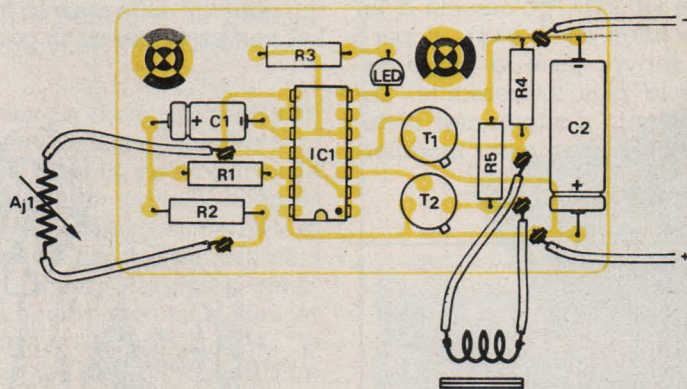 −
R3
LED
R4
−
+ C1 −
C2
IC1
T1
R1
R5
Aj1
R2
T2
+
+